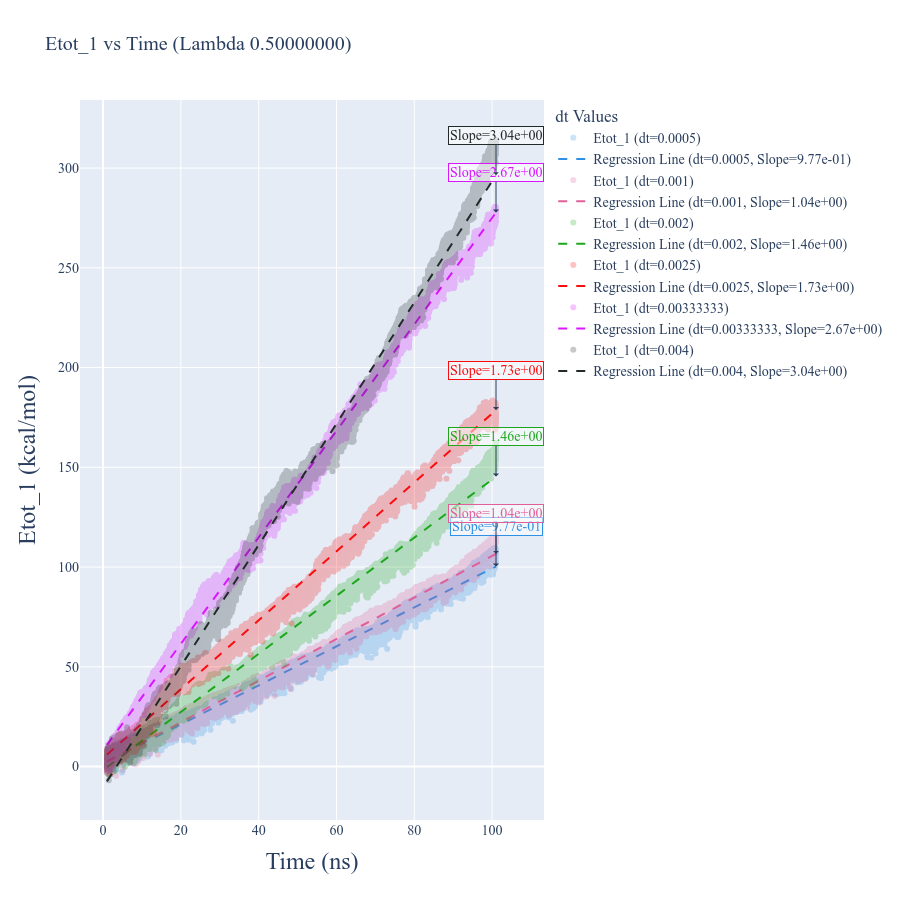 Etot_1 vs Time (Lambda 0.50000000)
Slope=3.04e+00
Slope=2.67e+00
Slope=1.73e+00
Slope=1.46e+00
Slope=1.04e+00
Slope=9.77e-01
300
250
200
150
100
50
0
0 20 40 60 80 100
Time (ns)
Etot_1 (kcal/mol)
dt Values
Etot_1 (dt=0.0005)
Regression Line (dt=0.0005, Slope=9.77e-01)
Etot_1 (dt=0.001)
Regression Line (dt=0.001, Slope=1.04e+00)
Etot_1 (dt=0.002)
Regression Line (dt=0.002, Slope=1.46e+00)
Etot_1 (dt=0.0025)
Regression Line (dt=0.0025, Slope=1.73e+00)
Etot_1 (dt=0.00333333)
Regression Line (dt=0.00333333, Slope=2.67e+00)
Etot_1 (dt=0.004)
Regression Line (dt=0.004, Slope=3.04e+00)